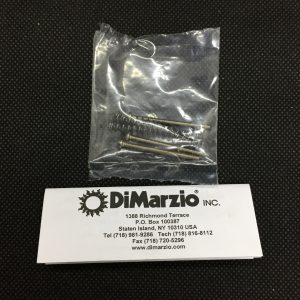 DiMarzio® INC.
1388 Richmond Terrace
P.O. Box 100387
Staten Island, NY 10310 USA
Tel (718) 981-9286 Tech (718) 816-8112
Fax (718) 720-5296
www.dimarzio.com